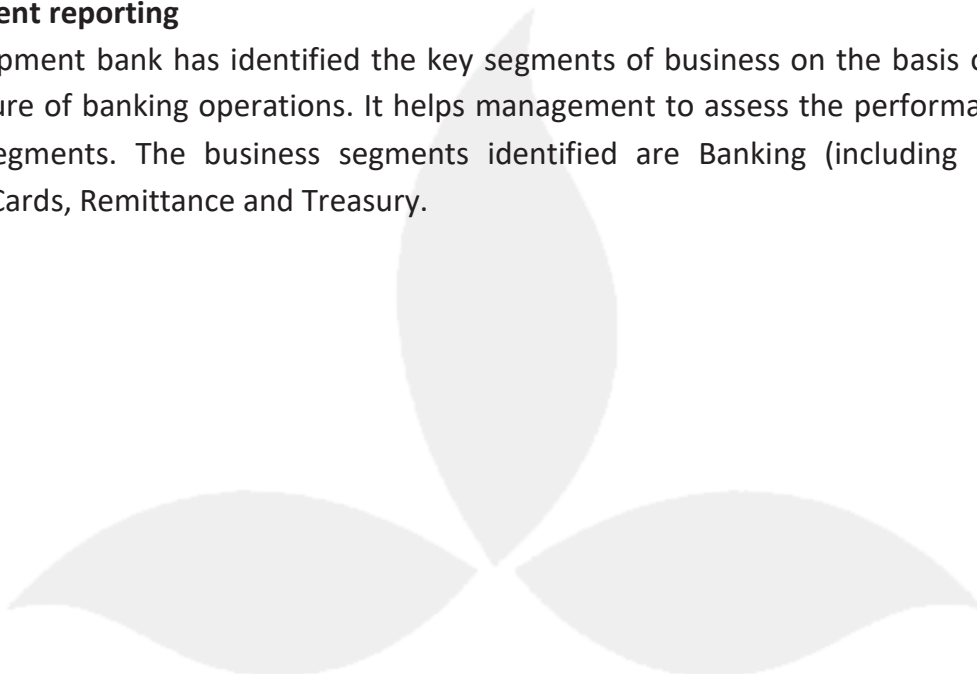 ent reporting
pment bank has identified the key segments of business on the basis
ure of banking operations. It helps management to assess the performa
egments. The business segments identified are Banking (including
Cards, Remittance and Treasury.